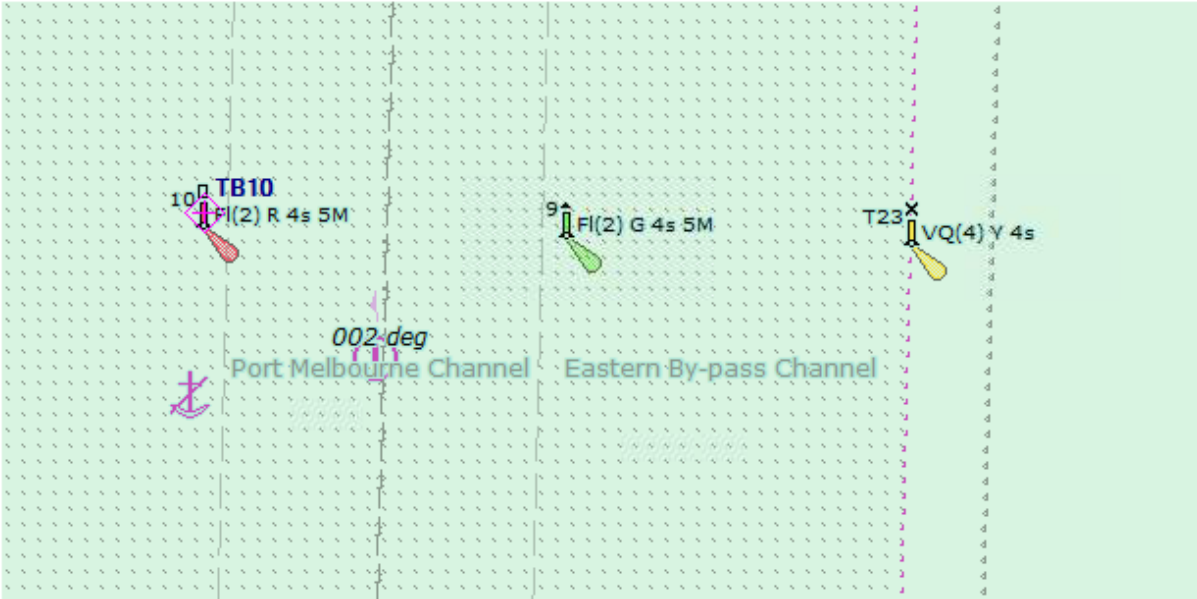 10 TB10
Fl(2) R 4s 5M
9 Fl(2) G 4s 5M
T23 VQ(4) Y 4s
002 deg
Port Melbourne Channel
Eastern By-pass Channel